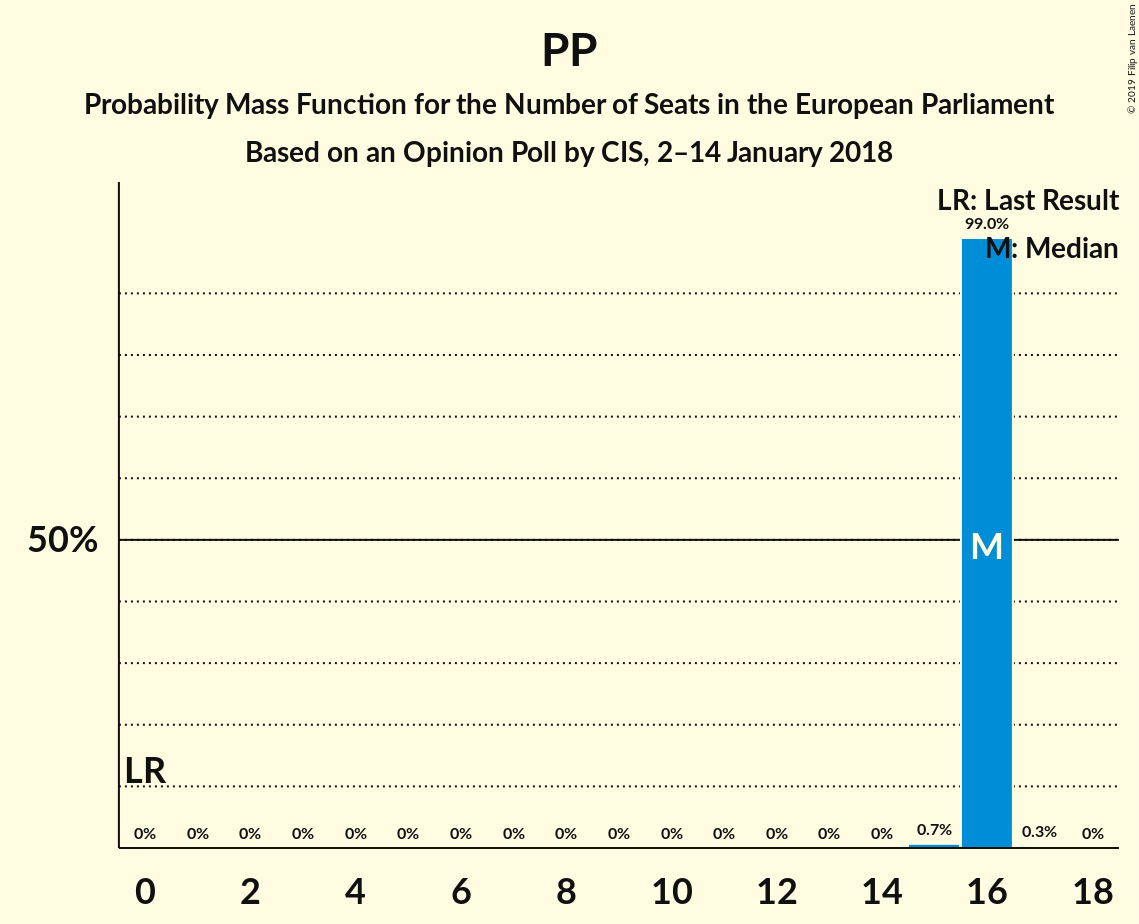 PP
Probability Mass Function for the Number of Seats in the European Parliament
Based on an Opinion Poll by CIS, 2–14 January 2018
© 2019 Filip van Laenen
LR: Last Result
99.0%
M: Median
50%
M
LR
0% 0% 0% 0% 0% 0% 0% 0% 0% 0% 0% 0% 0% 0% 0% 0.7% 0.3% 0%
0 2 4 6 8 10 12 14 16 18